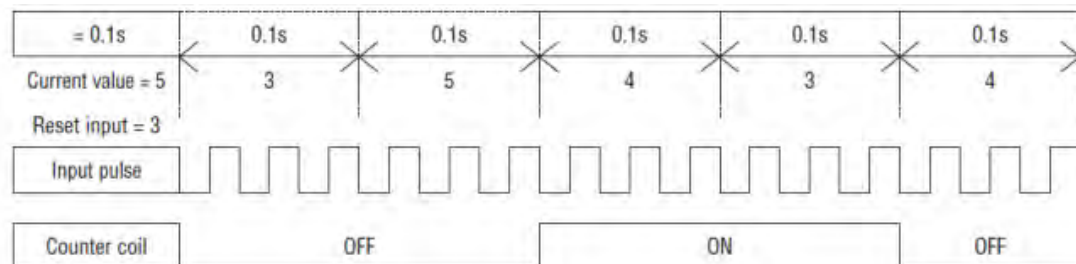 = 0.1s 0.1s 0.1s 0.1s 0.1s 0.1s
Current value = 5 3 5 4 3 4
Reset input = 3
Input pulse
Counter coil OFF ON OFF